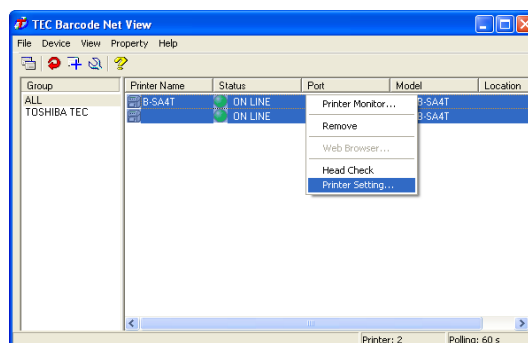 TEC Barcode Net View
File Device View Property Help
Group
Printer Name Status Port Model Location
ALL
TOSHIBA TEC
B-SA4T ON LINE B-SA4T
ON LINE B-SA4T
Printer Monitor...
Remove
Web Browser...
Head Check
Printer Setting...
Printer: 2 Polling: 60 s